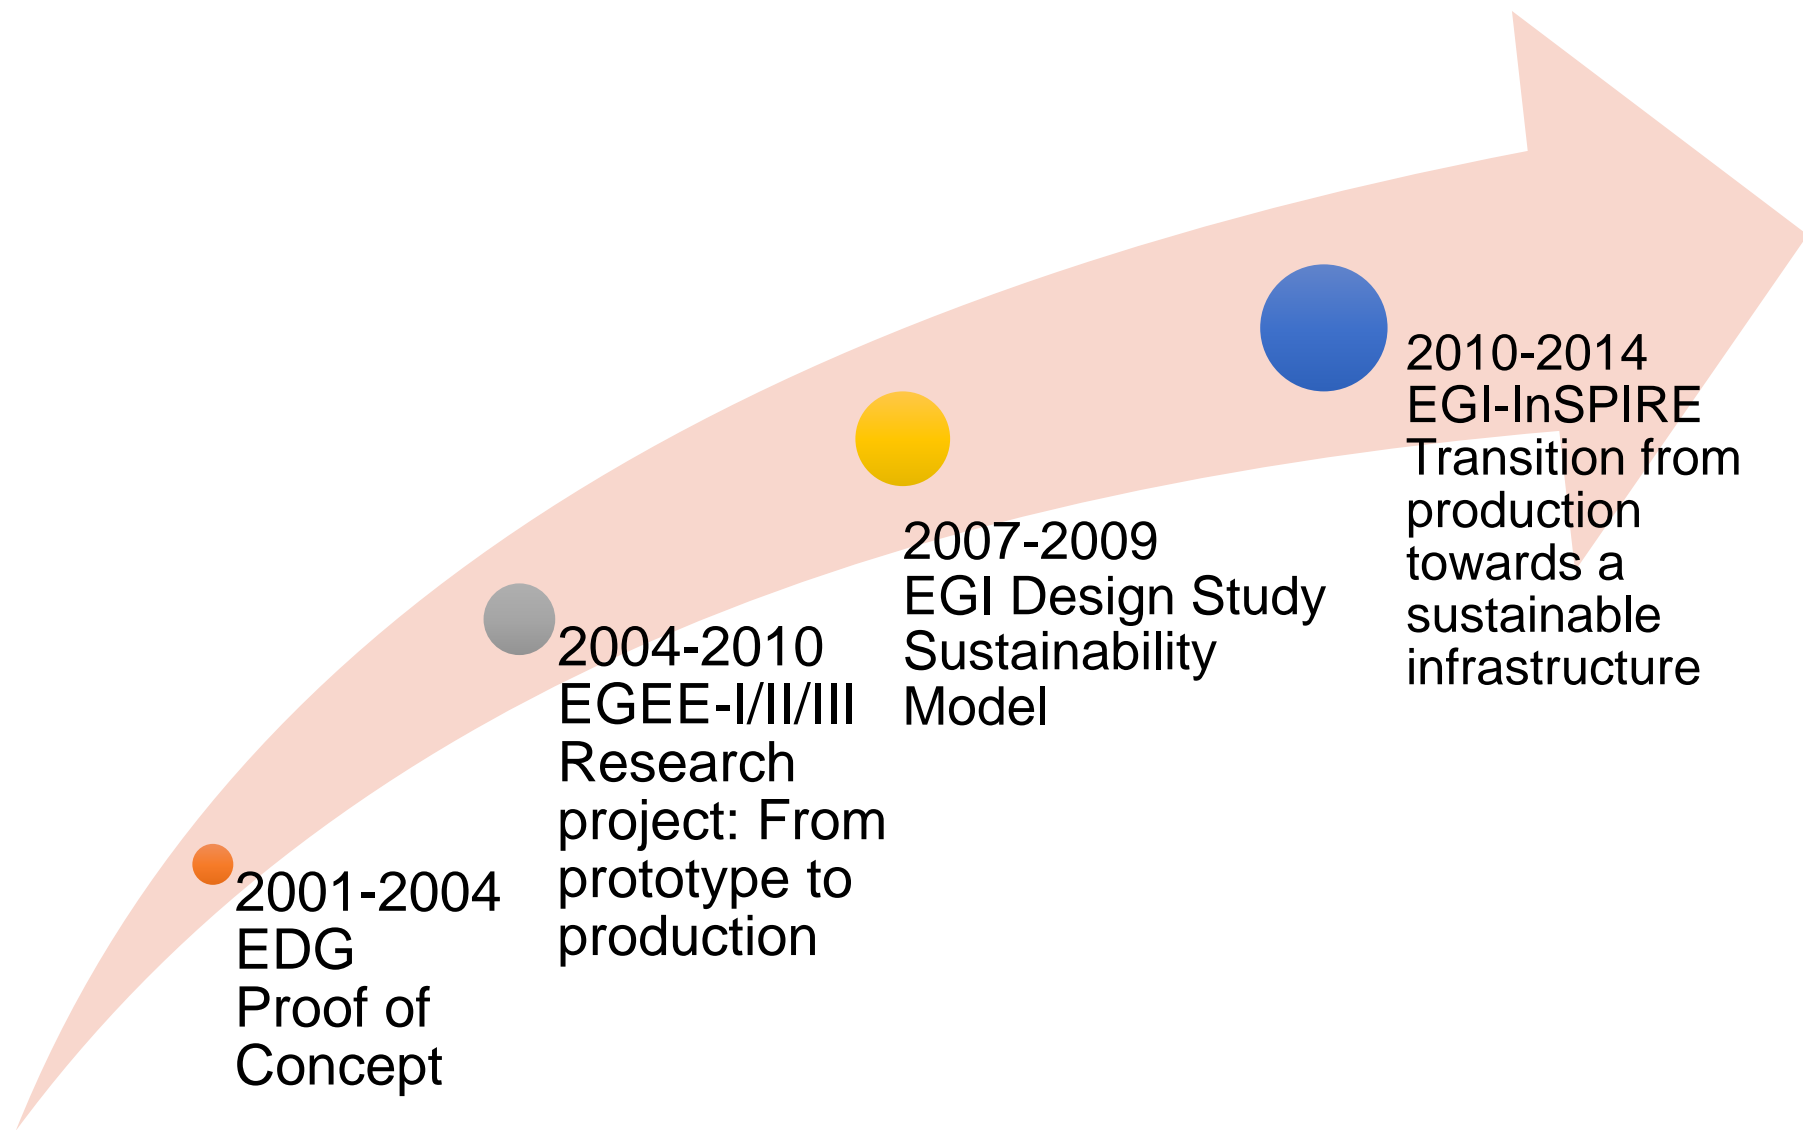 2001-2004
EDG
Proof of
Concept
2004-2010
EGEE-I/II/III
Research
project: From
prototype to
production
2007-2009
EGI Design Study
Sustainability
Model
2010-2014
EGI-InSPIRE
Transition from
production
towards a
sustainable
infrastructure